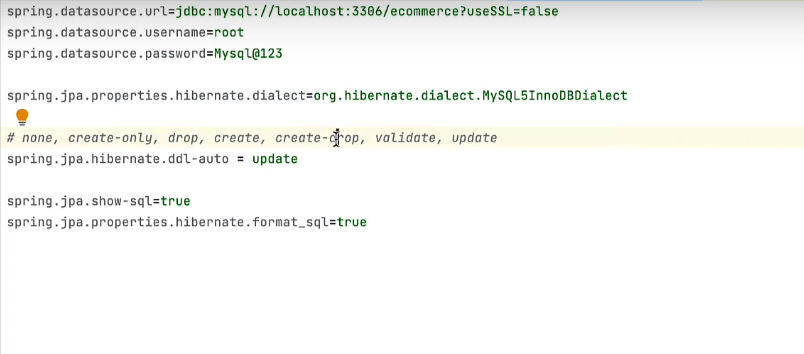 spring.datasource.url=jdbc:mysql://localhost:3306/ecommerce?useSSL=false
spring.datasource.username=root
spring.datasource.password=Mysql@123
spring.jpa.properties.hibernate.dialect=org.hibernate.dialect.MySQL5InnoDBDialect
# none, create-only, drop, create, create-drop, validate, update
spring.jpa.hibernate.ddl-auto = update
spring.jpa.show-sql=true
spring.jpa.properties.hibernate.format_sql=true